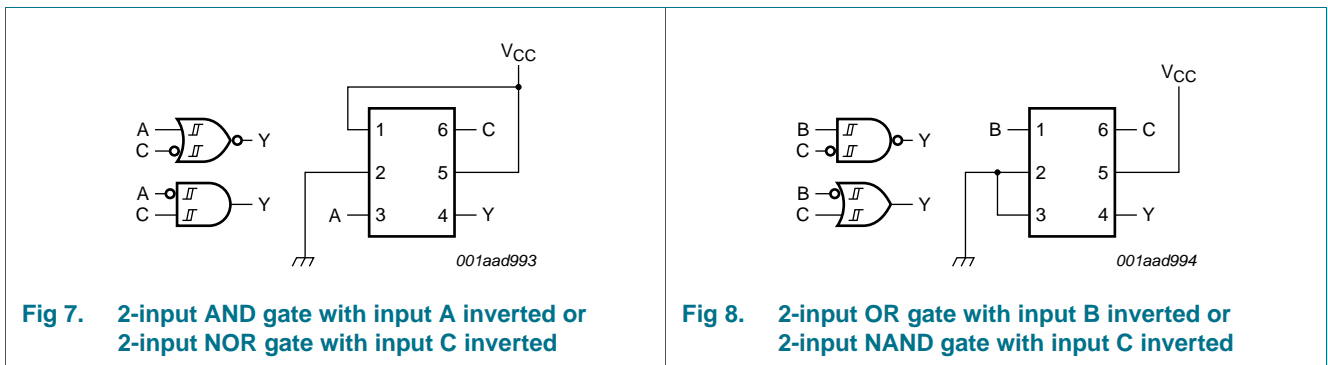 VCC
A
C
Y
A
C
Y
1
6
C
2
5
A
3
4
Y
001aad993
Fig 7. 2-input AND gate with input A inverted or
2-input NOR gate with input C inverted
VCC
B
C
Y
B
C
Y
B
1
6
C
2
5
3
4
Y
001aad994
Fig 8. 2-input OR gate with input B inverted or
2-input NAND gate with input C inverted